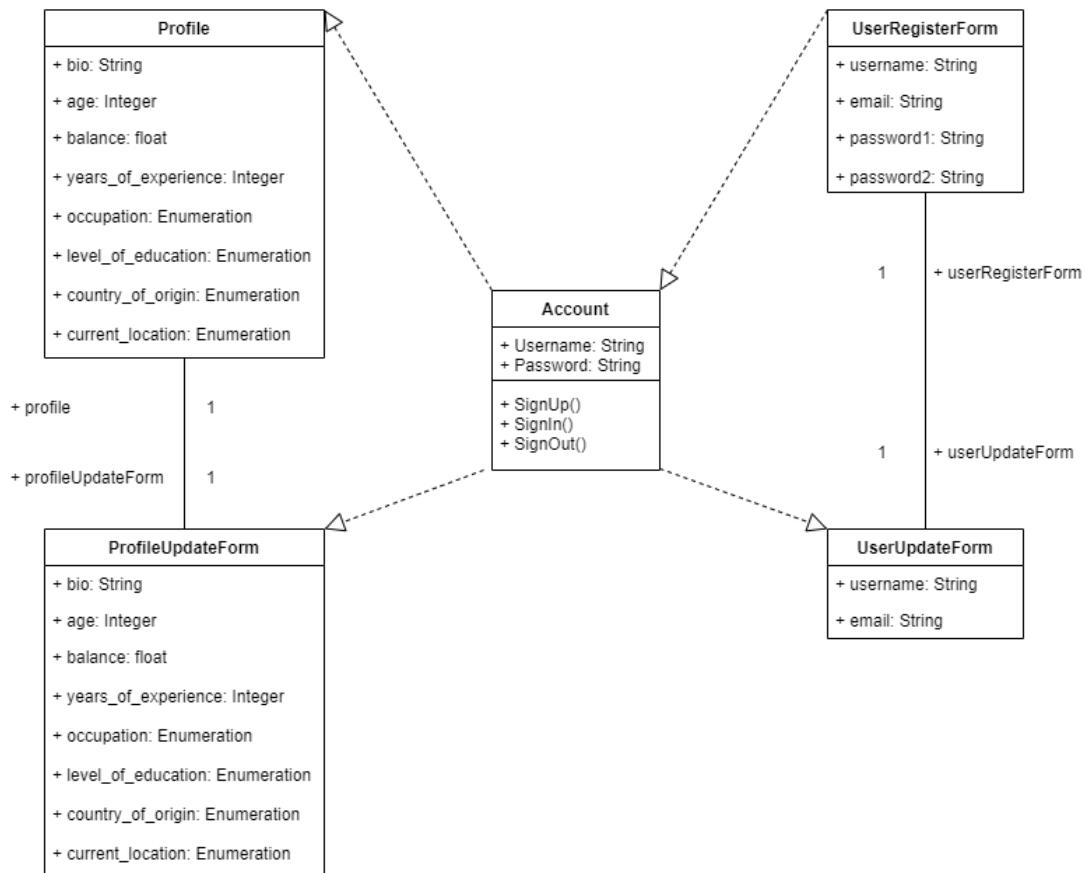 Profile
+ bio: String
+ age: Integer
+ balance: float
+ years_of_experience: Integer
+ occupation: Enumeration
+ level_of_education: Enumeration
+ country_of_origin: Enumeration
+ current_location: Enumeration
UserRegisterForm
+ username: String
+ email: String
+ password1: String
+ password2: String
1
+ userRegisterForm
Account
+ Username: String
+ Password: String
+ SignUp()
+ SignIn()
+ SignOut()
+ profile
1
+ profileUpdateForm
1
1
+ userUpdateForm
ProfileUpdateForm
+ bio: String
+ age: Integer
+ balance: float
+ years_of_experience: Integer
+ occupation: Enumeration
+ level_of_education: Enumeration
+ country_of_origin: Enumeration
+ current_location: Enumeration
UserUpdateForm
+ username: String
+ email: String